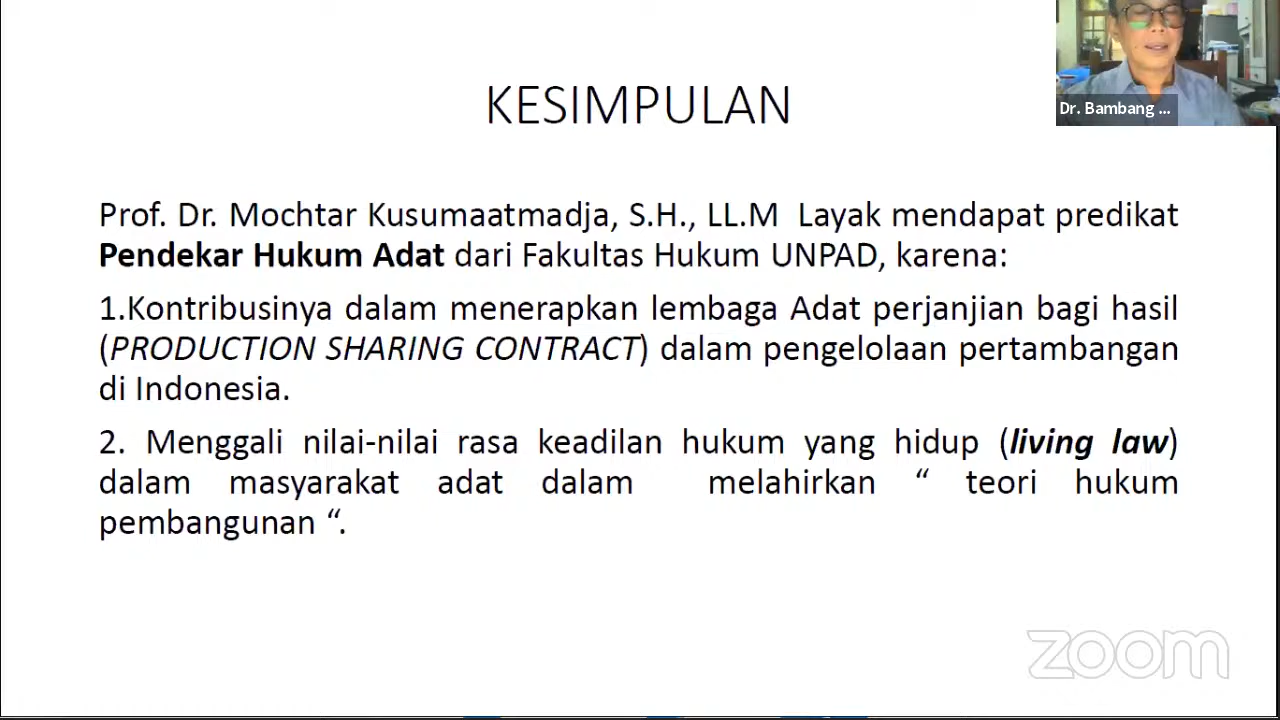 KESIMPULAN
Dr. Bambang ...
Prof. Dr. Mochtar Kusumaatmadja, S.H., LL.M  Layak mendapat predikat
Pendekar Hukum Adat dari Fakultas Hukum UNPAD, karena:
1.Kontribusinya dalam menerapkan lembaga Adat perjanjian bagi hasil
(PRODUCTION SHARING CONTRACT) dalam pengelolaan pertambangan
di Indonesia.
2. Menggali nilai-nilai rasa keadilan hukum yang hidup (living law)
dalam masyarakat adat dalam  melahirkan “ teori hukum
pembangunan “.
zoom